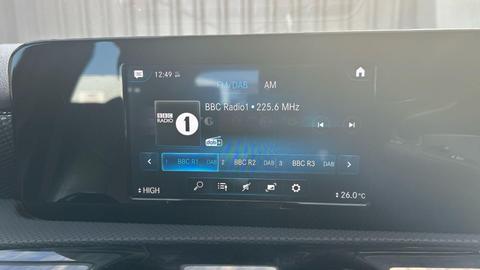 12:49
FM/DAB AM
BBC Radio1 • 225.6 MHz
BBC
RADIO
1
1 BBC R1 DAB 2 BBC R2 DAB 3 BBC R3 DAB
HIGH
26.0°C